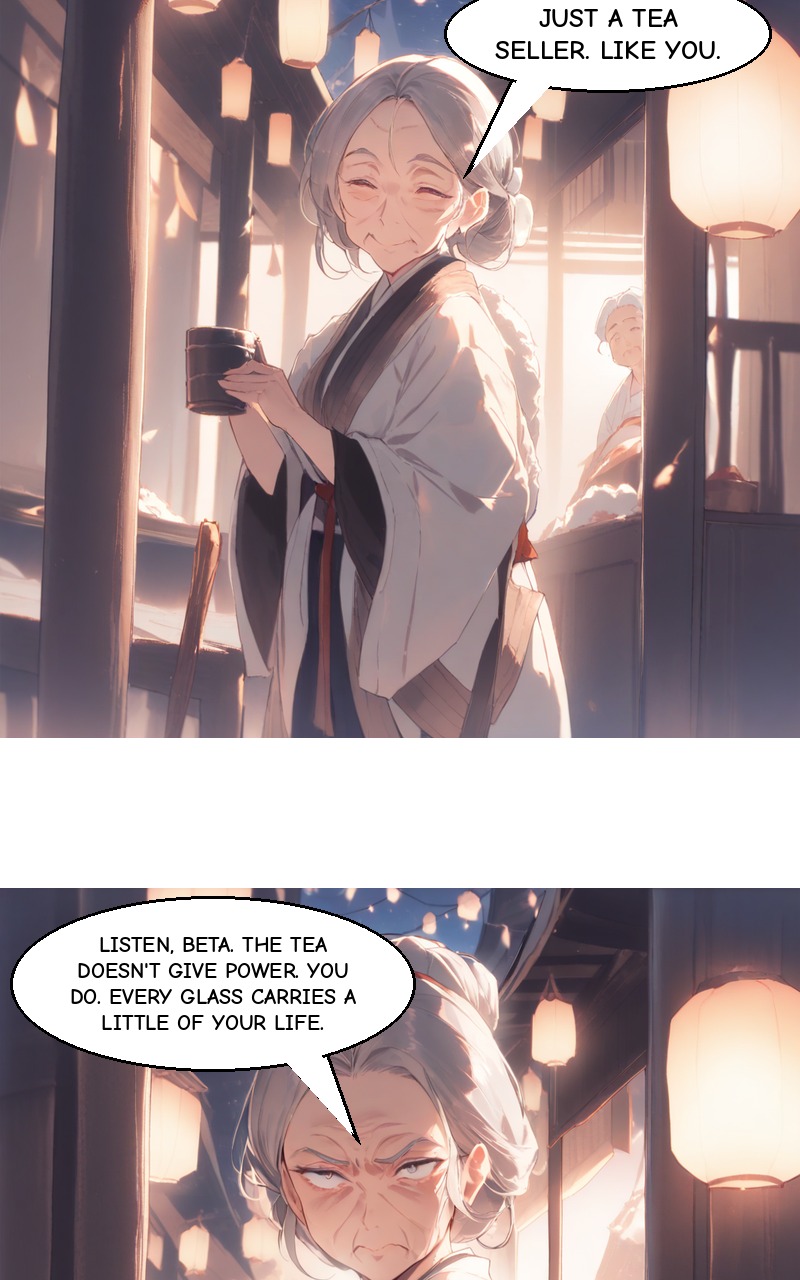 JUST A TEA
SELLER. LIKE YOU.
LISTEN, BETA. THE TEA
DOESN'T GIVE POWER. YOU
DO. EVERY GLASS CARRIES A
LITTLE OF YOUR LIFE.